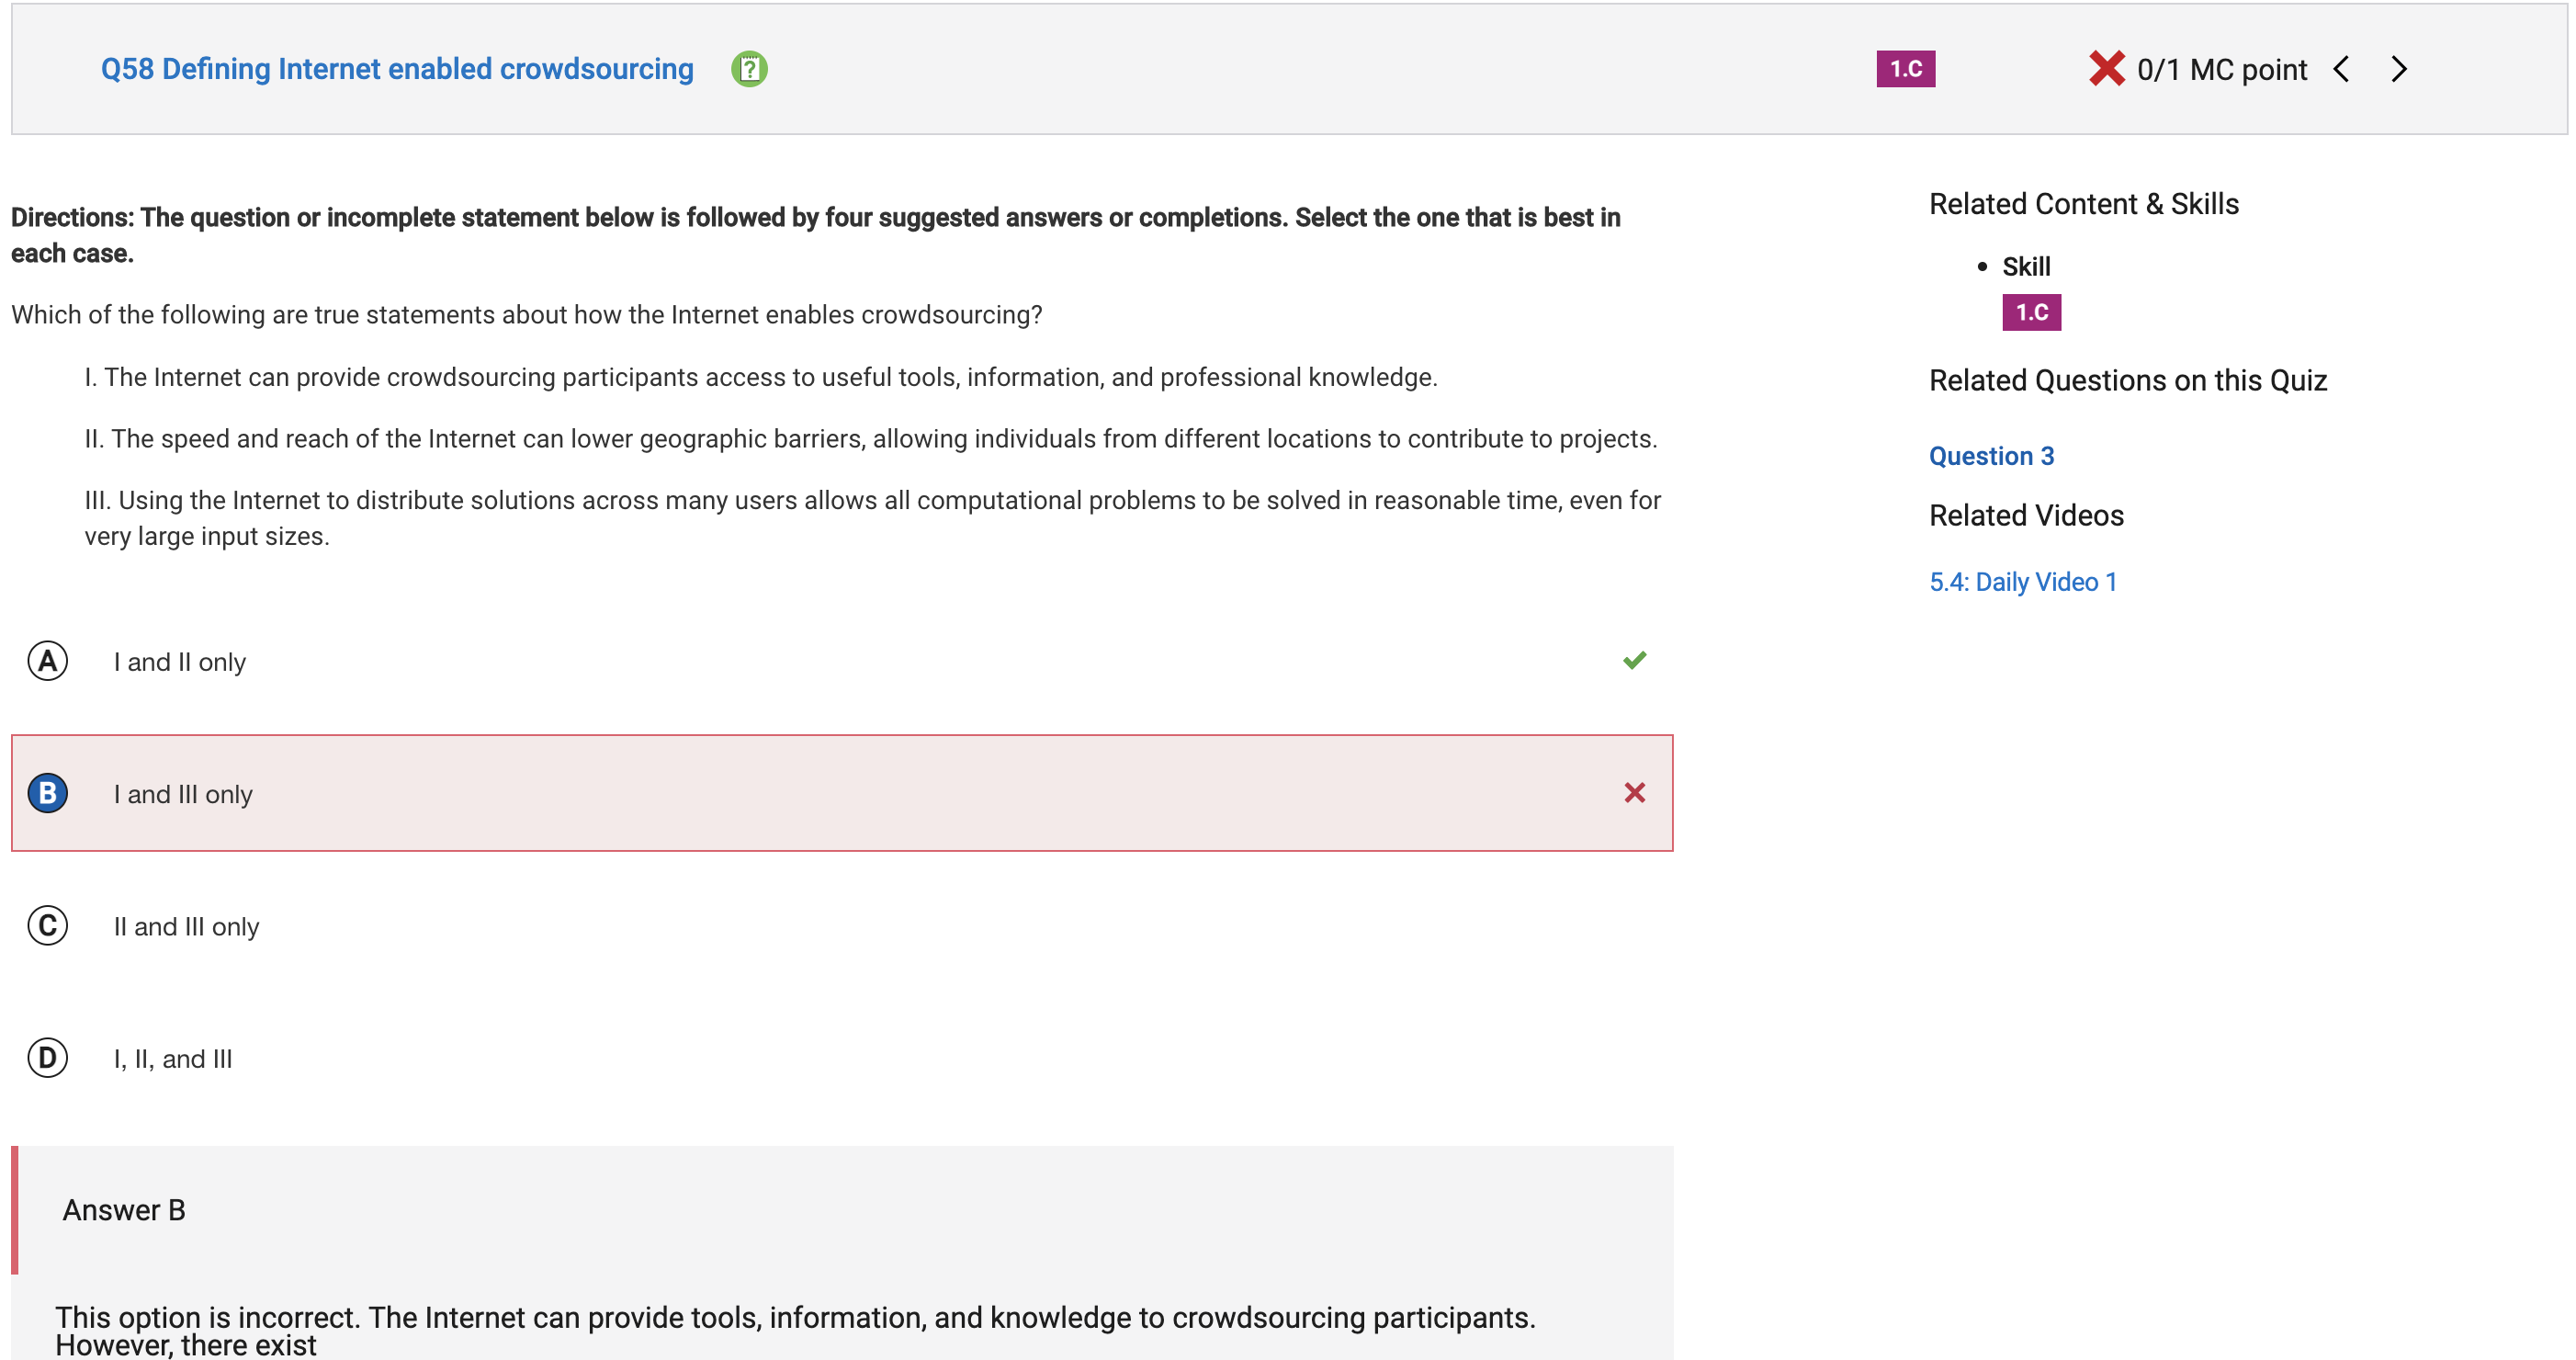 Q58 Defining Internet enabled crowdsourcing ?
1.C
0/1 MC point
Directions: The question or incomplete statement below is followed by four suggested answers or completions. Select the one that is best in
each case.
Which of the following are true statements about how the Internet enables crowdsourcing?
I. The Internet can provide crowdsourcing participants access to useful tools, information, and professional knowledge.
II. The speed and reach of the Internet can lower geographic barriers, allowing individuals from different locations to contribute to projects.
III. Using the Internet to distribute solutions across many users allows all computational problems to be solved in reasonable time, even for
very large input sizes.
A I and II only
B I and III only
C II and III only
D I, II, and III
Answer B
This option is incorrect. The Internet can provide tools, information, and knowledge to crowdsourcing participants.
However, there exist
Related Content & Skills
• Skill
1.C
Related Questions on this Quiz
Question 3
Related Videos
5.4: Daily Video 1